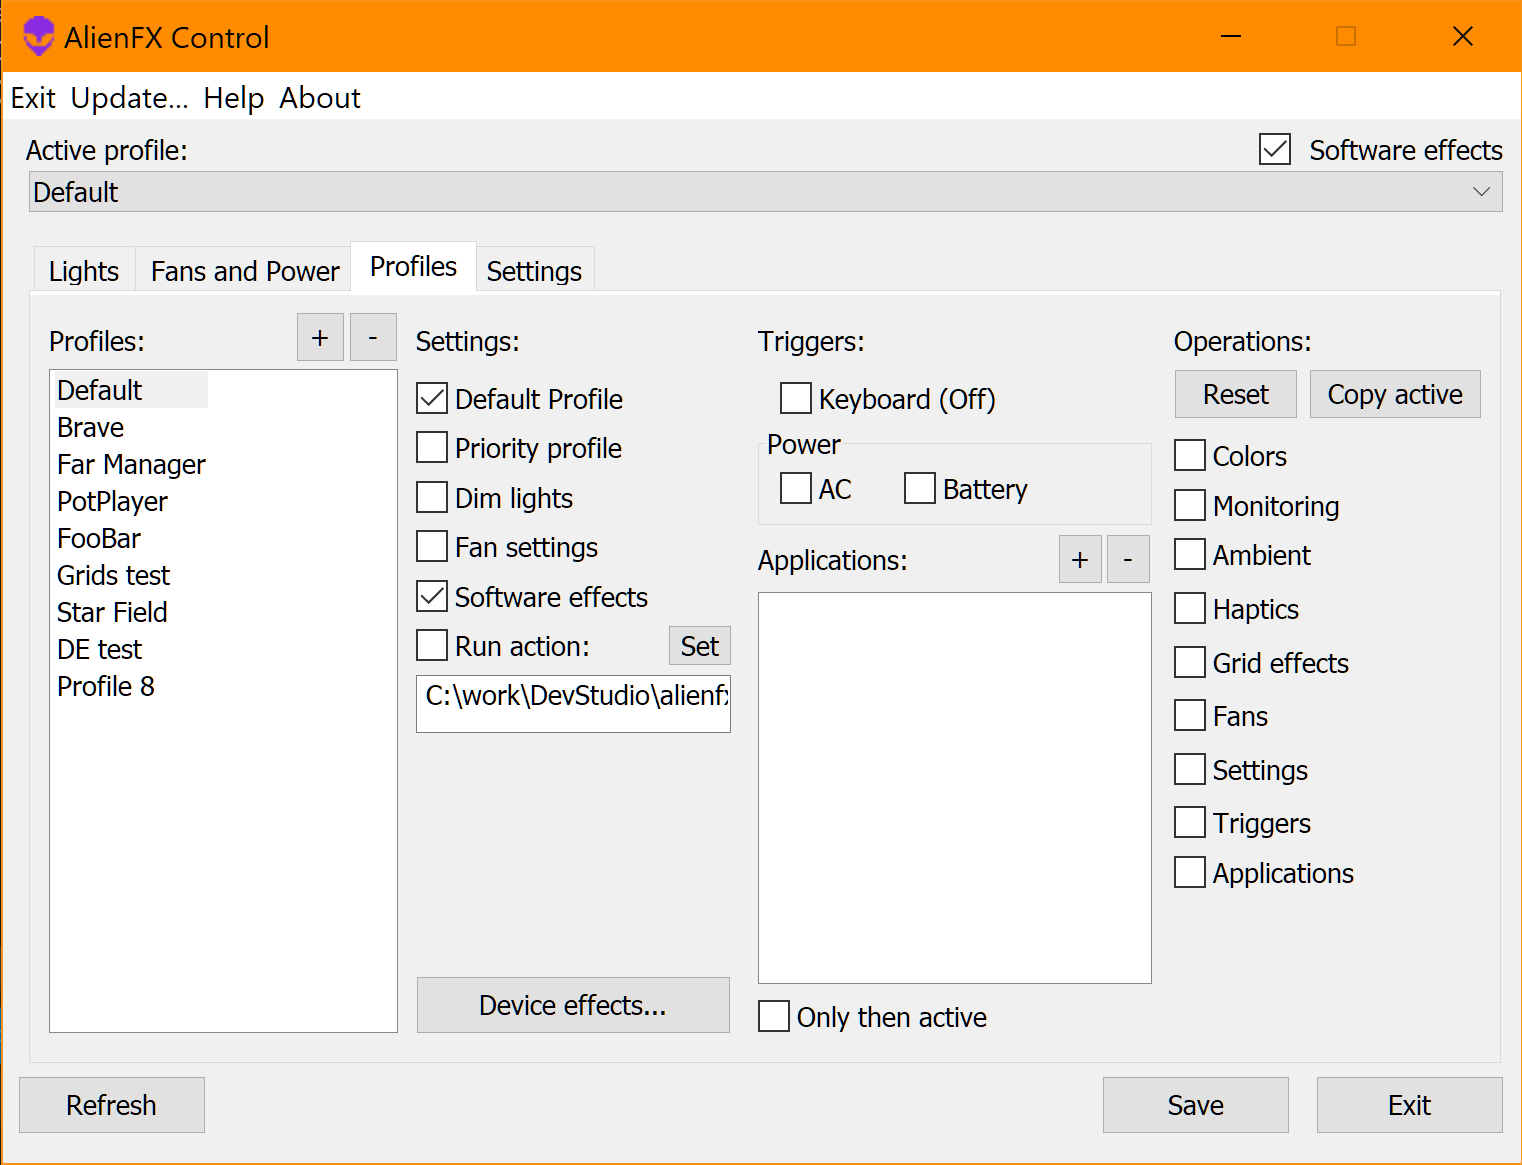 AlienFX Control
Exit Update... Help About
Active profile:
Software effects
Default
Lights
Fans and Power
Profiles
Settings
Profiles:
+
-
Default
Brave
Far Manager
PotPlayer
FooBar
Grids test
Star Field
DE test
Profile 8
Settings:
Default Profile
Priority profile
Dim lights
Fan settings
Software effects
Run action:
Set
C:\work\DevStudio\alienfx
Device effects...
Triggers:
Keyboard (Off)
Power
AC
Battery
Applications:
+
-
Only then active
Operations:
Reset
Copy active
Colors
Monitoring
Ambient
Haptics
Grid effects
Fans
Settings
Triggers
Applications
Refresh
Save
Exit